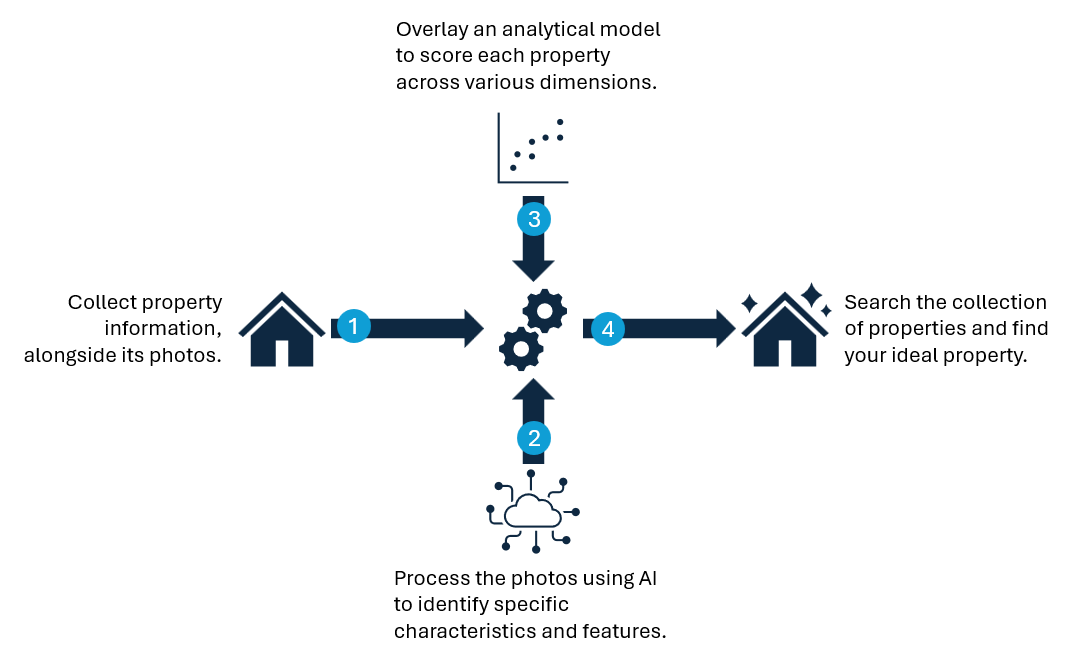 Overlay an analytical model
to score each property
across various dimensions.
3
Collect property
information,
alongside its photos.
1
4
Search the collection
of properties and find
your ideal property.
2
Process the photos using AI
to identify specific
characteristics and features.